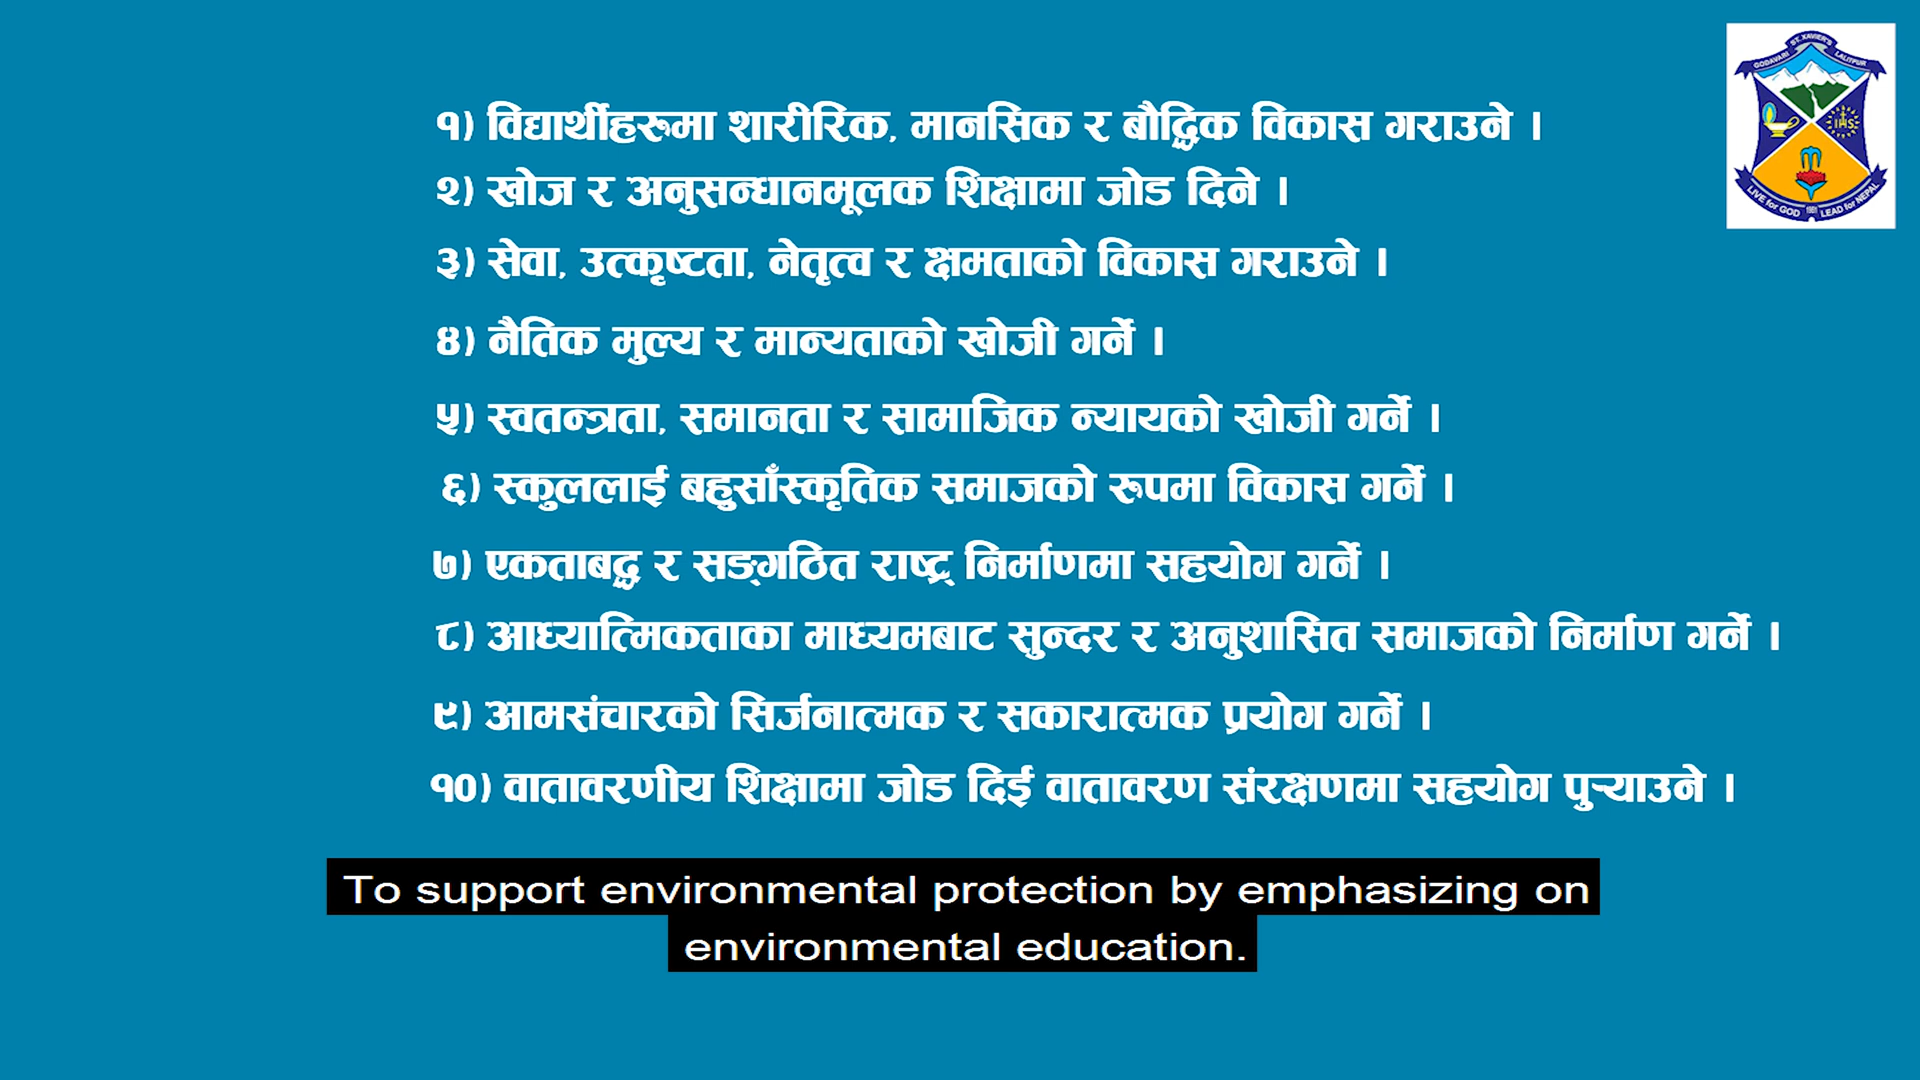 १) विद्यार्थीहरूमा शारीरिक, मानसिक र बौद्धिक विकास गराउने ।
२) खोज र अनुसन्धानमूलक शिक्षामा जोड दिने ।
३) सेवा, उत्कृष्टता, नेतृत्व र क्षमताको विकास गराउने ।
४) नैतिक मुल्य र मान्यताको खोजी गर्ने ।
५) स्वतन्त्रता, समानता र सामाजिक न्यायको खोजी गर्ने ।
६) स्कुललाई बहुसाँस्कृतिक समाजको रुपमा विकास गर्ने ।
७) एकताबद्ध र सङ्गठित राष्ट्र् निर्माणमा सहयोग गर्ने ।
८) आध्यात्मिकताका माध्यमबाट सुन्दर र अनुशासित समाजको निर्माण गर्ने ।
९) आमसंचारको सिर्जनात्मक र सकारात्मक प्रयोग गर्ने ।
१०) वातावरणीय शिक्षामा जोड दिई वातावरण संरक्षणमा सहयोग पुऱ्याउने ।
To support environmental protection by emphasizing on
environmental education.
GODAVARI ST. XAVIER'S LALITPUR
IHS
LIVE for GOD 1951 LEAD for NEPAL